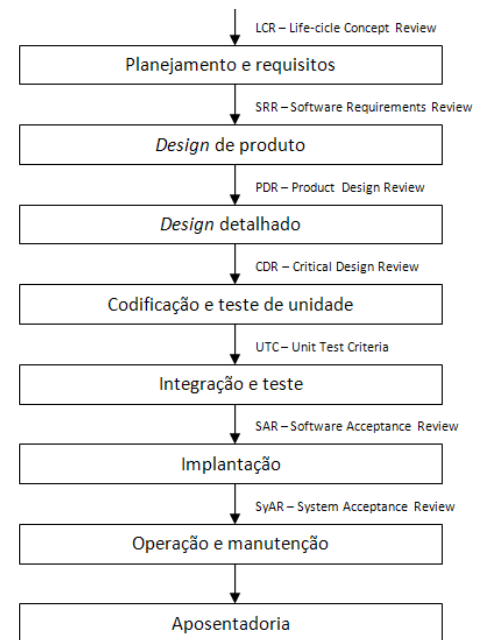 LCR – Life-cicle Concept Review
Planejamento e requisitos
SRR – Software Requirements Review
Design de produto
PDR – Product Design Review
Design detalhado
CDR – Critical Design Review
Codificação e teste de unidade
UTC – Unit Test Criteria
Integração e teste
SAR – Software Acceptance Review
Implantação
SyAR – System Acceptance Review
Operação e manutenção
Aposentadoria